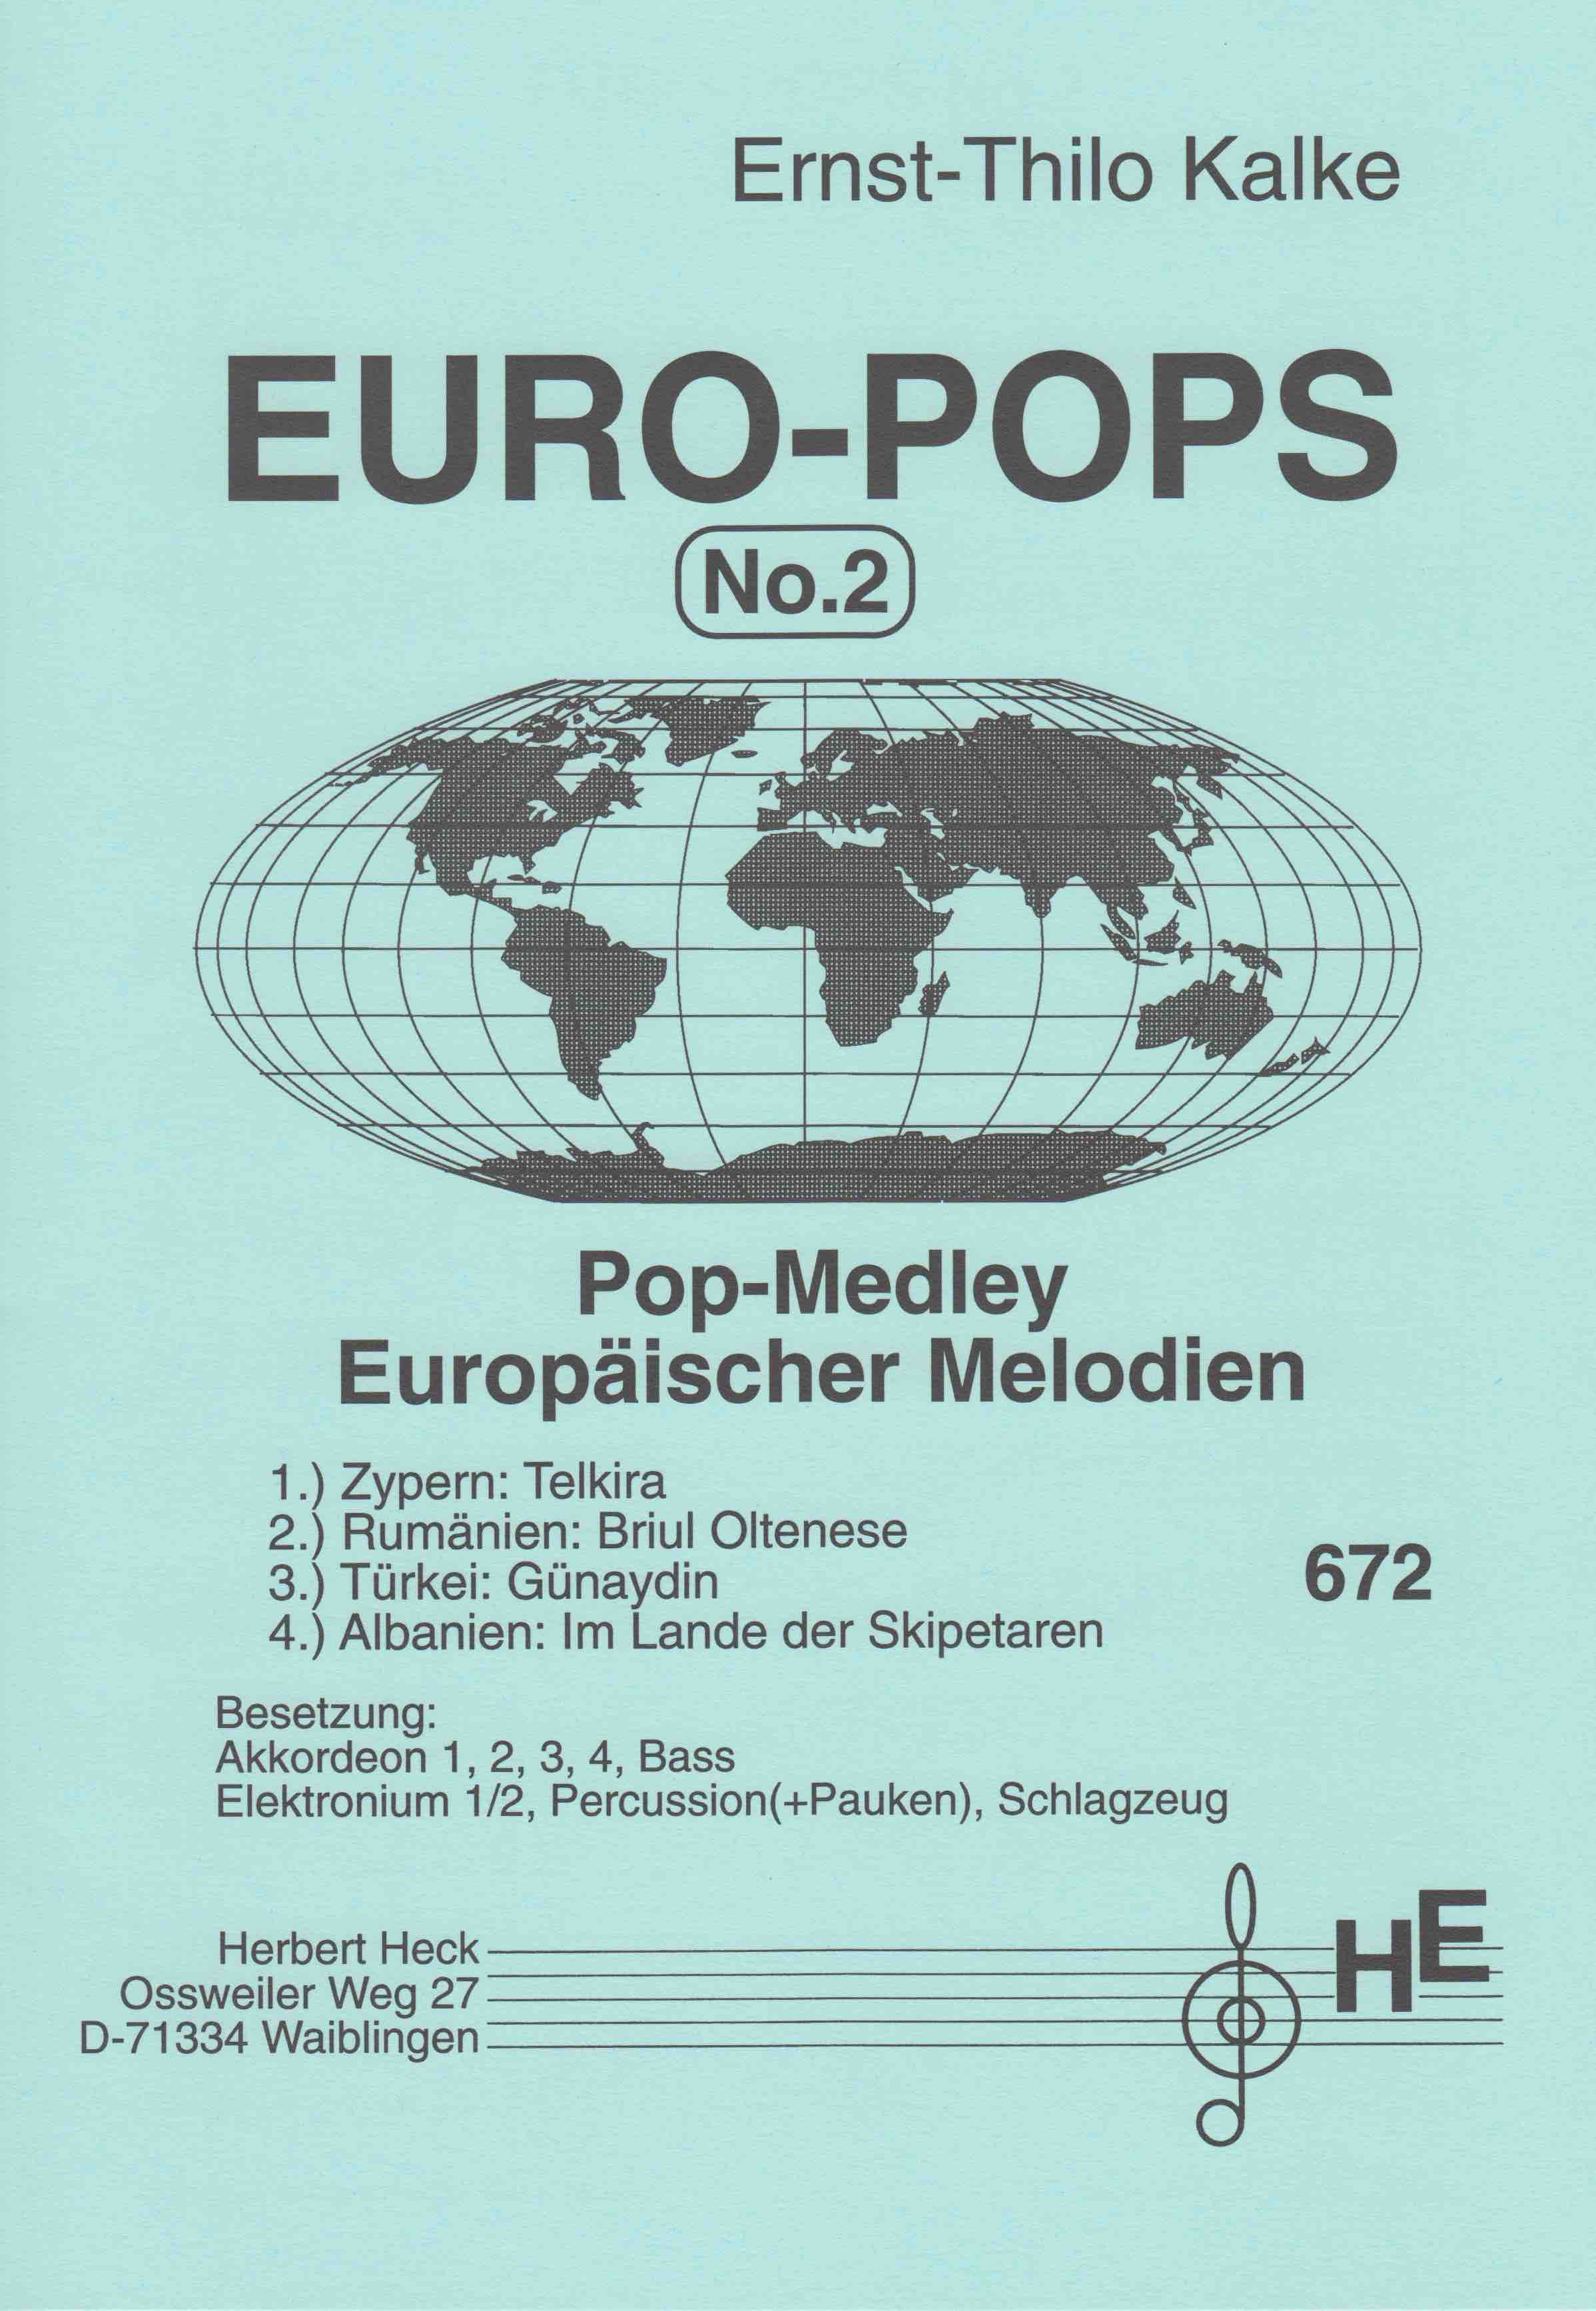 Ernst-Thilo Kalke
EURO-POPS
No.2
Pop-Medley
Europäischer Melodien
1.) Zypern: Telkira
2.) Rumänien: Briul Oltenese
3.) Türkei: Günaydin
4.) Albanien: Im Lande der Skipetaren
672
Besetzung:
Akkordeon 1, 2, 3, 4, Bass
Elektronium 1/2, Percussion(+Pauken), Schlagzeug
Herbert Heck
Ossweiler Weg 27
D-71334 Waiblingen
HE